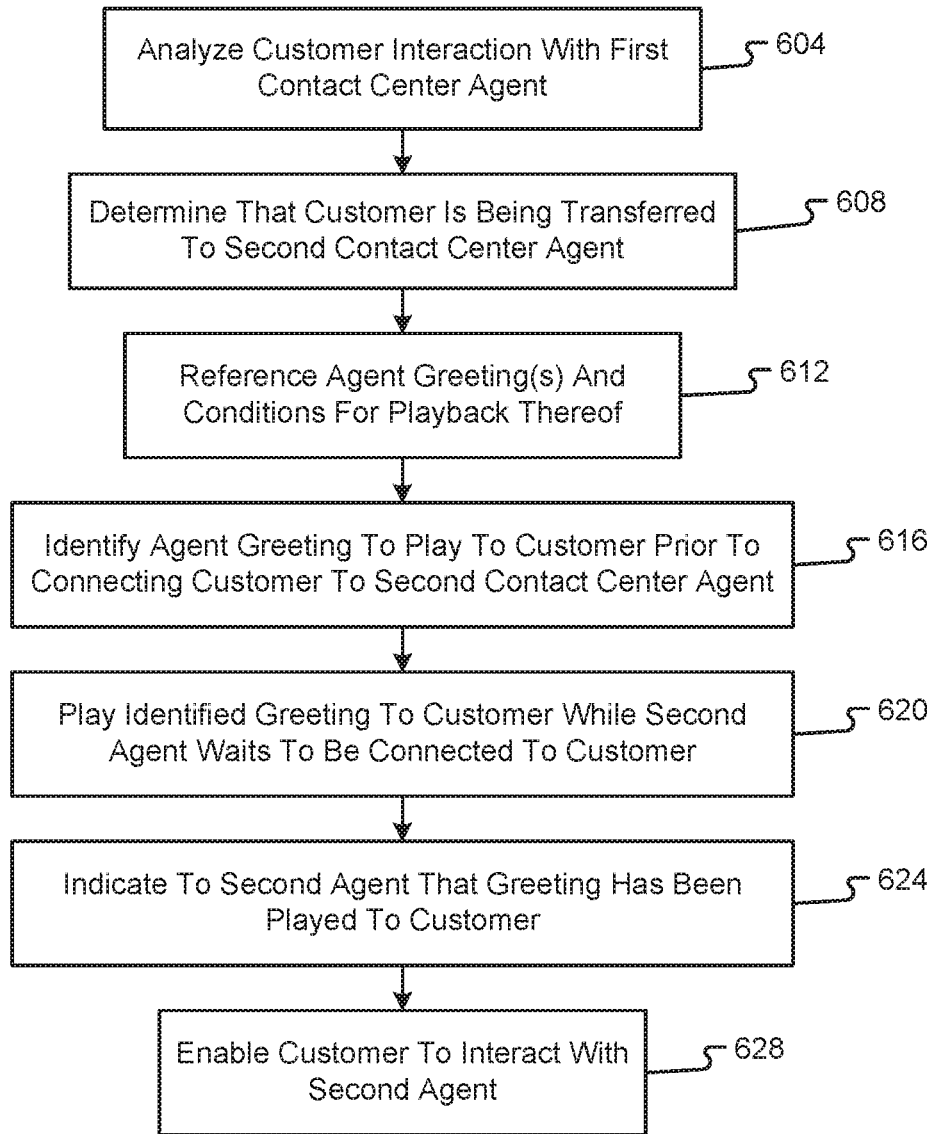 Analyze Customer Interaction With First
Contact Center Agent
604
Determine That Customer Is Being Transferred
To Second Contact Center Agent
608
Reference Agent Greeting(s) And
Conditions For Playback Thereof
612
Identify Agent Greeting To Play To Customer Prior To
Connecting Customer To Second Contact Center Agent
616
Play Identified Greeting To Customer While Second
Agent Waits To Be Connected To Customer
620
Indicate To Second Agent That Greeting Has Been
Played To Customer
624
Enable Customer To Interact With
Second Agent
628